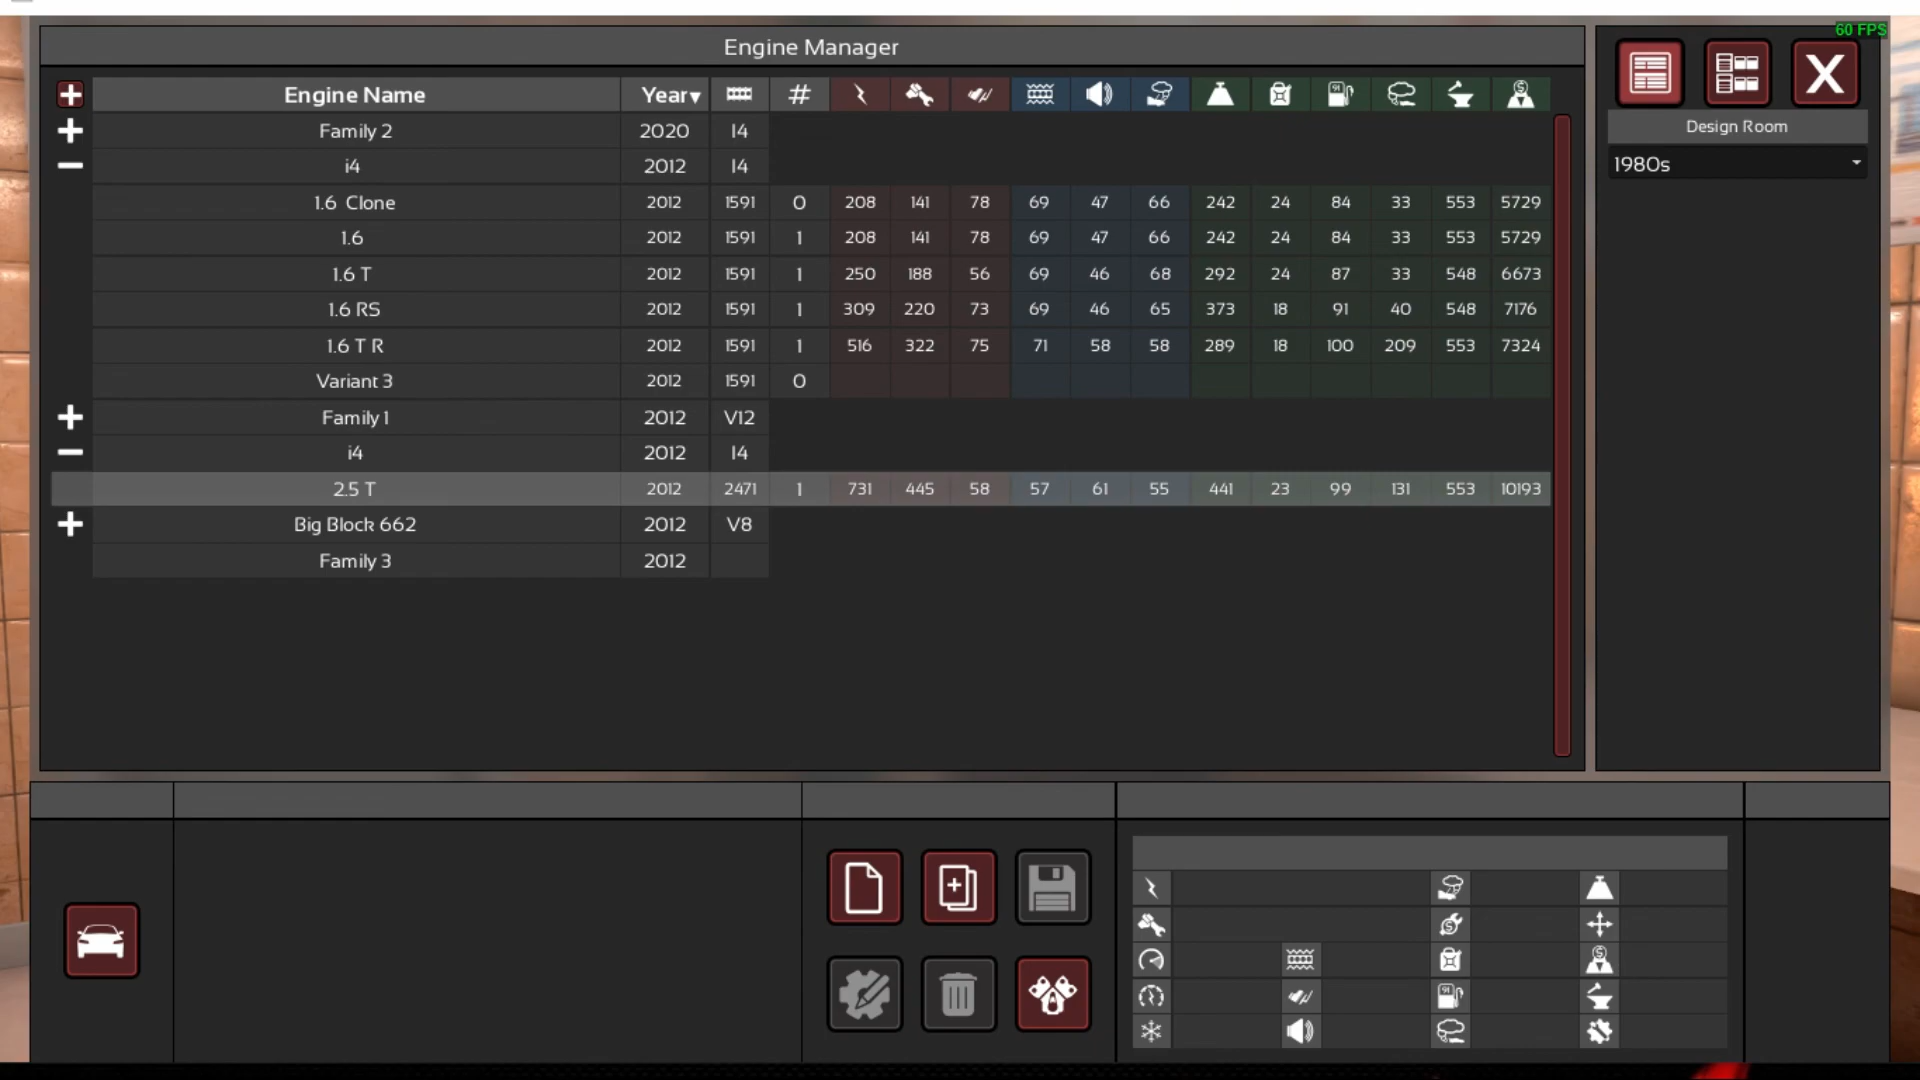 60 FPS
Engine Manager
Engine Name Year▾ #
Design Room
Family 2 2020 I4
1980s
i4 2012 I4
1.6 Clone 2012 1591 0 208 141 78 69 47 66 242 24 84 33 553 5729
1.6 2012 1591 1 208 141 78 69 47 66 242 24 84 33 553 5729
1.6 T 2012 1591 1 250 188 56 69 46 68 292 24 87 33 548 6673
1.6 RS 2012 1591 1 309 220 73 69 46 65 373 18 91 40 548 7176
1.6 T R 2012 1591 1 516 322 75 71 58 58 289 18 100 209 553 7324
Variant 3 2012 1591 0
Family 1 2012 V12
i4 2012 I4
2.5 T 2012 2471 1 731 445 58 57 61 55 441 23 99 131 553 10193
Big Block 662 2012 V8
Family 3 2012